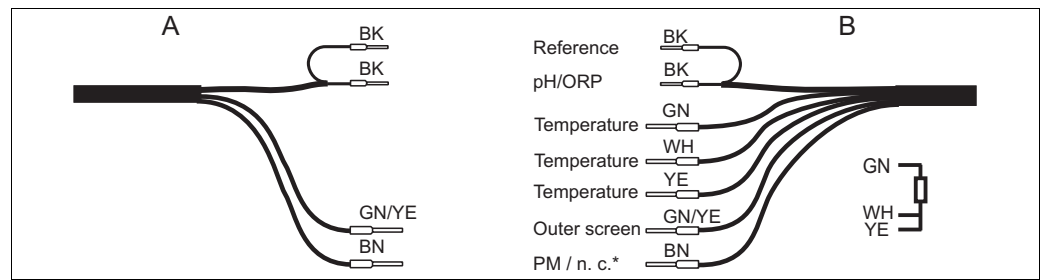 A
BK
BK
GN/YE
BN
B
Reference BK
pH/ORP BK
Temperature GN
Temperature WH
Temperature YE
Outer screen GN/YE
PM / n. c.* BN
GN
WH
YE